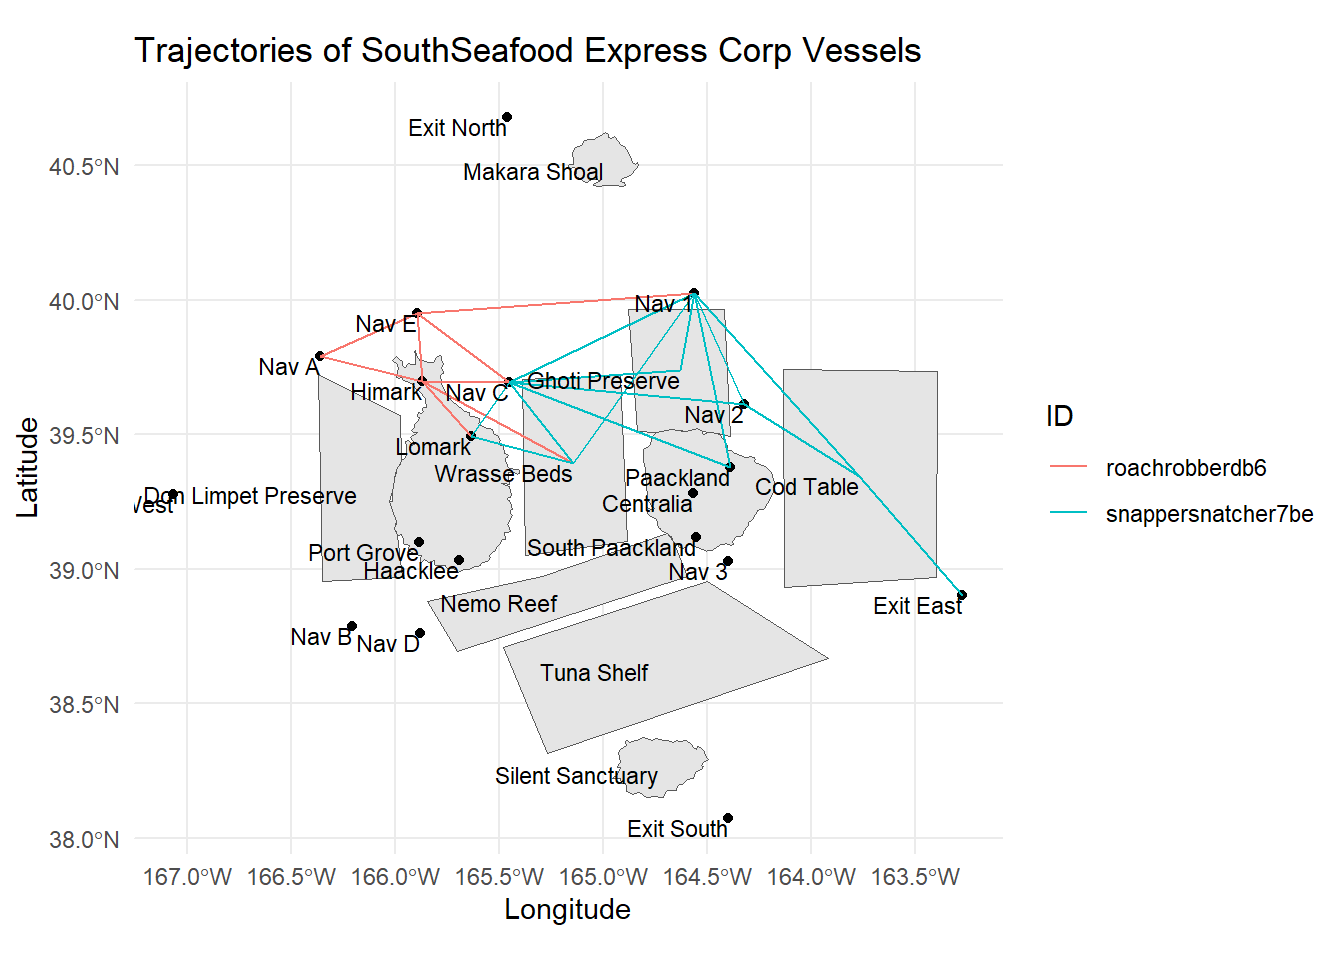 Trajectories of SouthSeafood Express Corp Vessels
Exit North
Makara Shoal
Nav 1
Nav E
Nav A
Himark
Nav C
Ghoti Preserve
Nav 2
Lomark
Wrasse Beds
Paackland
Cod Table
Don Limpet Preserve
West
Centralia
Port Grove
South Paackland
Haacklee
Nav 3
Nemo Reef
Exit East
Nav B
Nav D
Tuna Shelf
Silent Sanctuary
Exit South
40.5°N
40.0°N
39.5°N
39.0°N
38.5°N
38.0°N
Latitude
167.0°W
166.5°W
166.0°W
165.5°W
165.0°W
164.5°W
164.0°W
163.5°W
Longitude
ID
roachrobberdb6
snappersnatcher7be